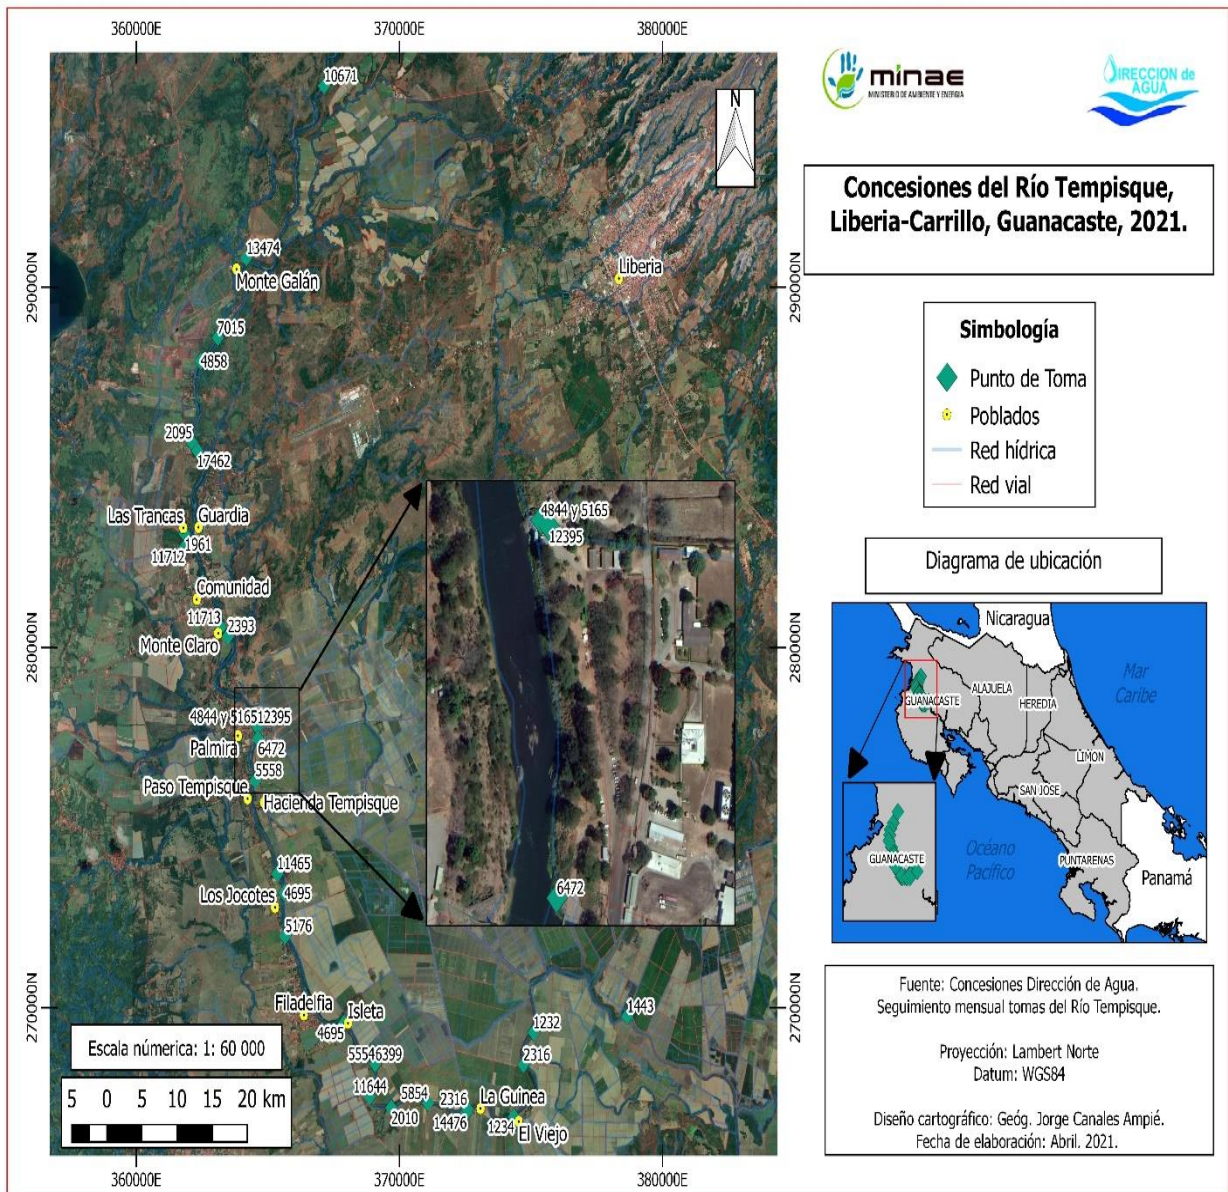 360000E
370000E
380000E
minae
MINISTERIO DE AMBIENTE Y ENERGIA
DIRECCION de
AGUA
Concesiones del Río Tempisque,
Liberia-Carrillo, Guanacaste, 2021.
Simbología
Punto de Toma
Poblados
Red hídrica
Red vial
Diagrama de ubicación
Nicaragua
Mar
Caribe
ALAJUELA
HEREDIA
GUANACASTE
LIMON
SAN JOSE
PUNTARENAS
Océano
Pacífico
Panamá
GUANACASTE
Fuente: Concesiones Dirección de Agua.
Seguimiento mensual tomas del Río Tempisque.
Proyección: Lambert Norte
Datum: WGS84
Diseño cartográfico: Geóg. Jorge Canales Ampié.
Fecha de elaboración: Abril. 2021.
N
10671
13474
Monte Galán
Liberia
290000N
290000N
7015
4858
2095
17462
Las Trancas
Guardia
1961
11712
Comunidad
11713
2393
Monte Claro
280000N
280000N
4844 y 5165
12395
6472
4844 y 516512395
Palmira
6472
5558
Paso Tempisque
Hacienda Tempisque
11465
Los Jocotes
4695
5176
Filadelfia
Isleta
4695
270000N
270000N
1443
1232
2316
55546399
11644
2010
5854
2316
14476
La Guinea
1234
El Viejo
Escala númerica: 1: 60 000
5 0 5 10 15 20 km
360000E
370000E
380000E